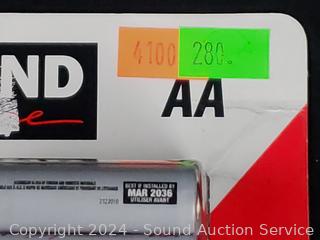 4100 280.
ND
e
AA
BEST IF INSTALLED BY
MAR 2036
UTILISER AVANT
Copyright 2024 - Sound Auction Service